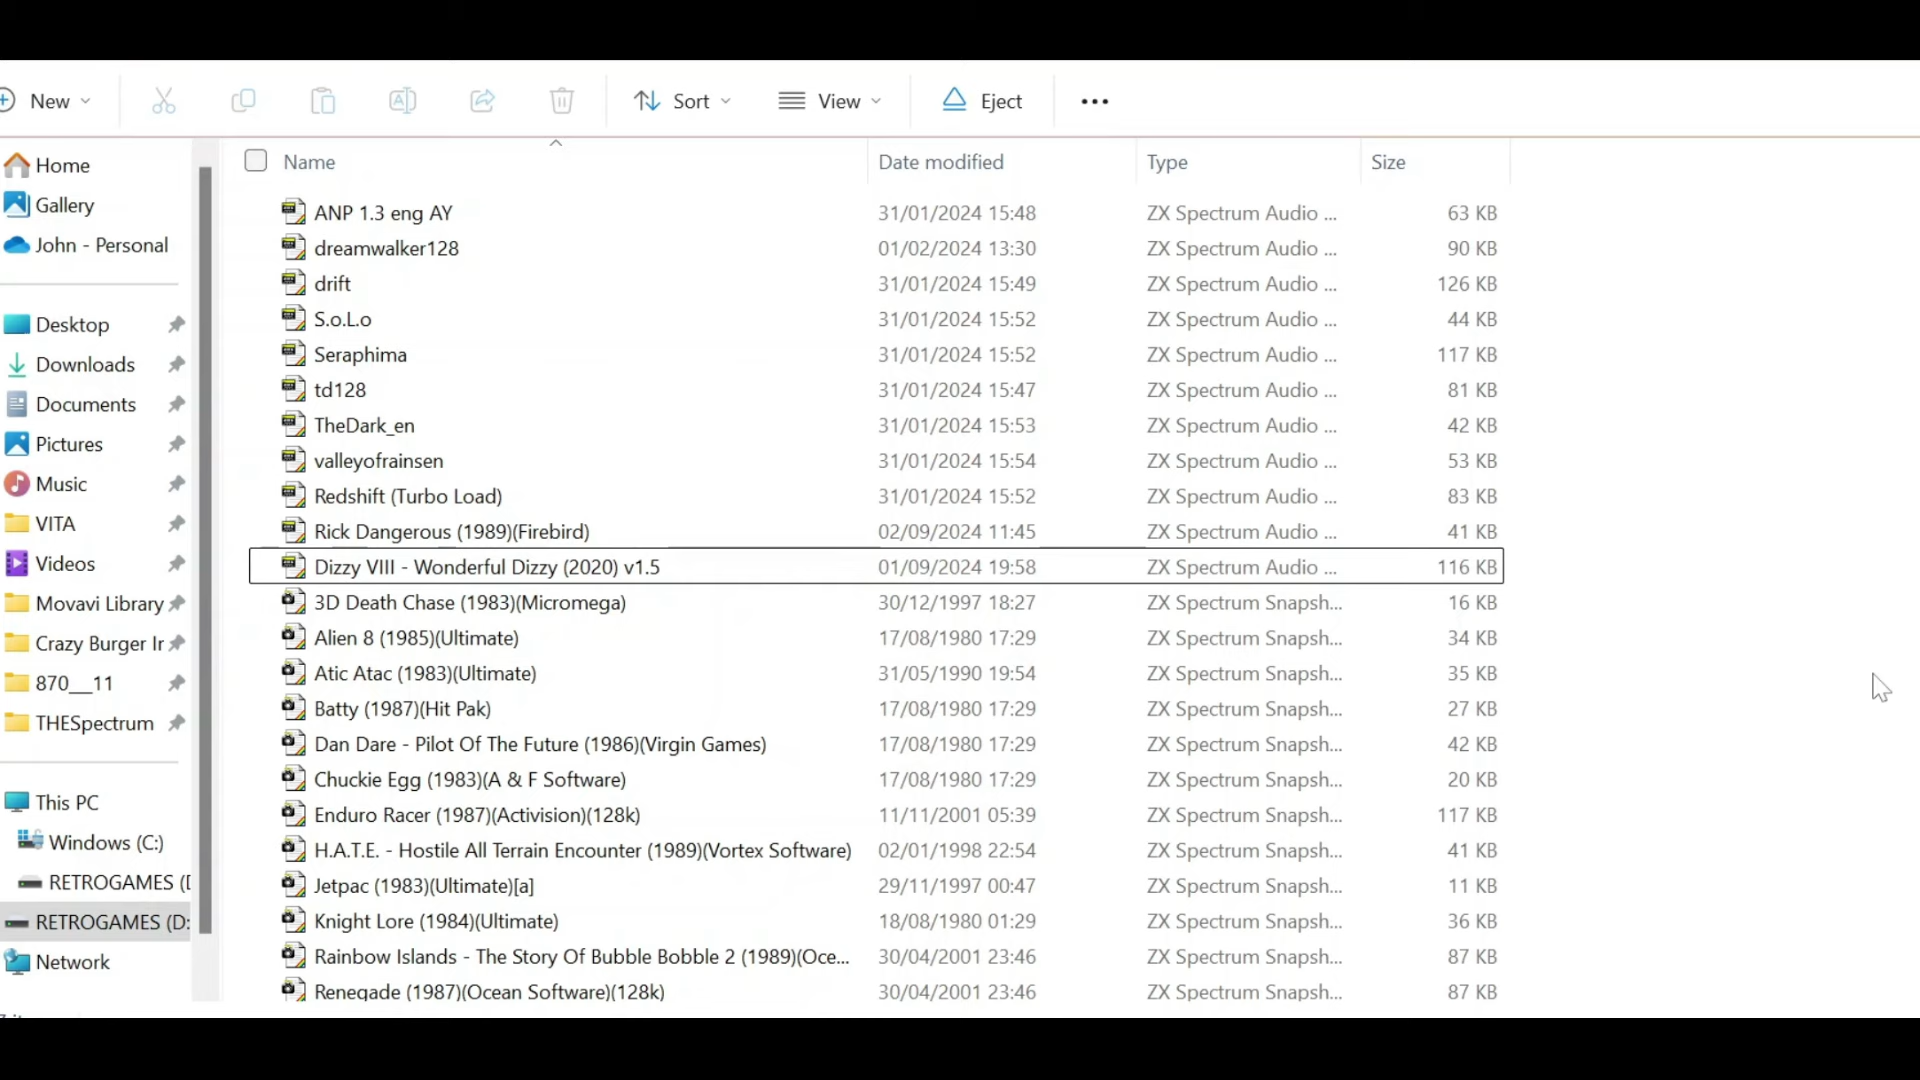 New
Sort
View
Eject
Home
Gallery
John - Personal
Desktop
Downloads
Documents
Pictures
Music
VITA
Videos
Movavi Library
Crazy Burger Ir
870__11
THESpectrum
This PC
Windows (C:)
RETROGAMES (D
RETROGAMES (D:
Network
Name Date modified Type Size
ANP 1.3 eng AY 31/01/2024 15:48 ZX Spectrum Audio ... 63 KB
dreamwalker128 01/02/2024 13:30 ZX Spectrum Audio ... 90 KB
drift 31/01/2024 15:49 ZX Spectrum Audio ... 126 KB
S.o.L.o 31/01/2024 15:52 ZX Spectrum Audio ... 44 KB
Seraphima 31/01/2024 15:52 ZX Spectrum Audio ... 117 KB
td128 31/01/2024 15:47 ZX Spectrum Audio ... 81 KB
TheDark_en 31/01/2024 15:53 ZX Spectrum Audio ... 42 KB
valleyofrainsen 31/01/2024 15:54 ZX Spectrum Audio ... 53 KB
Redshift (Turbo Load) 31/01/2024 15:52 ZX Spectrum Audio ... 83 KB
Rick Dangerous (1989)(Firebird) 02/09/2024 11:45 ZX Spectrum Audio ... 41 KB
Dizzy VIII - Wonderful Dizzy (2020) v1.5 01/09/2024 19:58 ZX Spectrum Audio ... 116 KB
3D Death Chase (1983)(Micromega) 30/12/1997 18:27 ZX Spectrum Snapsh... 16 KB
Alien 8 (1985)(Ultimate) 17/08/1980 17:29 ZX Spectrum Snapsh... 34 KB
Atic Atac (1983)(Ultimate) 31/05/1990 19:54 ZX Spectrum Snapsh... 35 KB
Batty (1987)(Hit Pak) 17/08/1980 17:29 ZX Spectrum Snapsh... 27 KB
Dan Dare - Pilot Of The Future (1986)(Virgin Games) 17/08/1980 17:29 ZX Spectrum Snapsh... 42 KB
Chuckie Egg (1983)(A & F Software) 17/08/1980 17:29 ZX Spectrum Snapsh... 20 KB
Enduro Racer (1987)(Activision)(128k) 11/11/2001 05:39 ZX Spectrum Snapsh... 117 KB
H.A.T.E. - Hostile All Terrain Encounter (1989)(Vortex Software) 02/01/1998 22:54 ZX Spectrum Snapsh... 41 KB
Jetpac (1983)(Ultimate)[a] 29/11/1997 00:47 ZX Spectrum Snapsh... 11 KB
Knight Lore (1984)(Ultimate) 18/08/1980 01:29 ZX Spectrum Snapsh... 36 KB
Rainbow Islands - The Story Of Bubble Bobble 2 (1989)(Oce... 30/04/2001 23:46 ZX Spectrum Snapsh... 87 KB
Renegade (1987)(Ocean Software)(128k) 30/04/2001 23:46 ZX Spectrum Snapsh... 87 KB